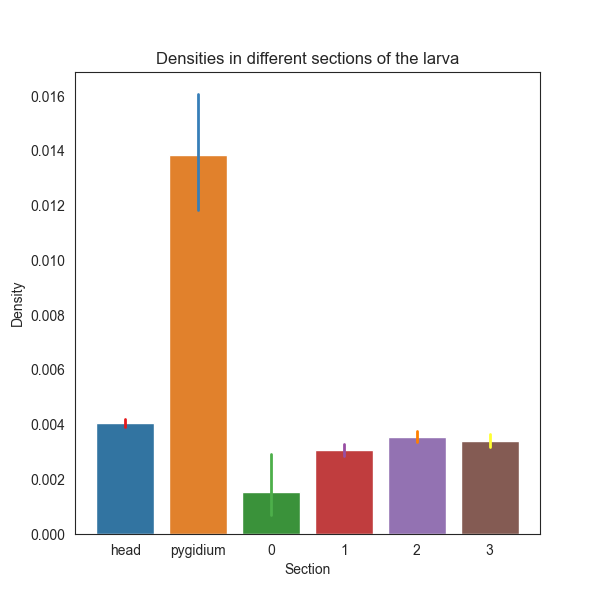 Densities in different sections of the larva
0.016
0.014
0.012
0.010
0.008
0.006
0.004
0.002
0.000
Density
head pygidium 0 1 2 3
Section